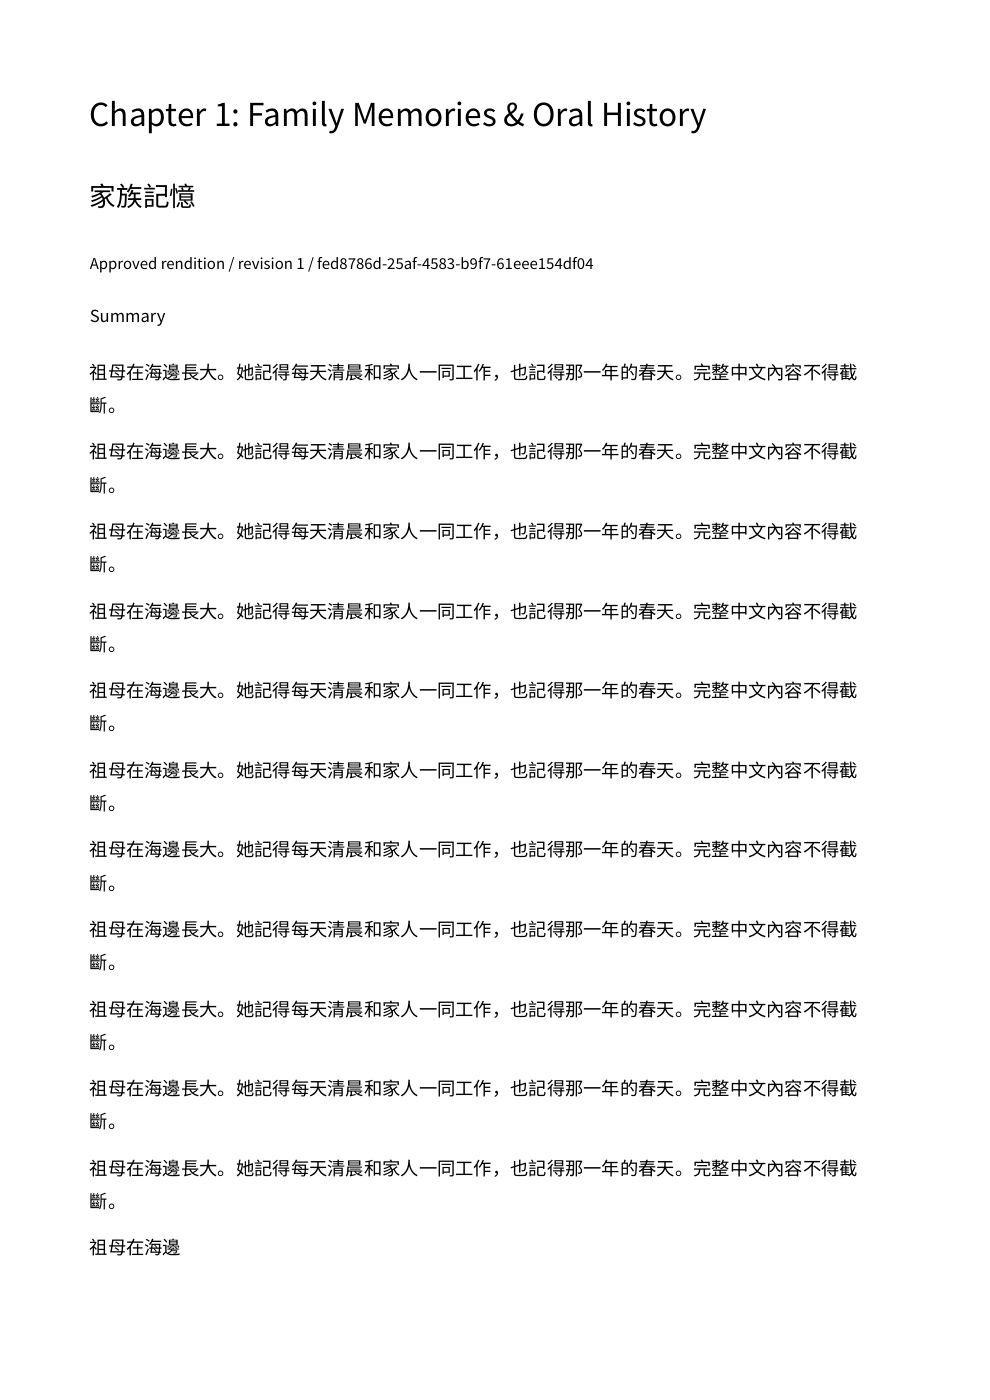 Chapter 1: Family Memories & Oral History
家族記憶
Approved rendition / revision 1 / fed8786d-25af-4583-b9f7-61eee154df04
Summary
祖母在海邊長大。她記得每天清晨和家人一同工作，也記得那一年的春天。完整中文內容不得截
斷。
祖母在海邊長大。她記得每天清晨和家人一同工作，也記得那一年的春天。完整中文內容不得截
斷。
祖母在海邊長大。她記得每天清晨和家人一同工作，也記得那一年的春天。完整中文內容不得截
斷。
祖母在海邊長大。她記得每天清晨和家人一同工作，也記得那一年的春天。完整中文內容不得截
斷。
祖母在海邊長大。她記得每天清晨和家人一同工作，也記得那一年的春天。完整中文內容不得截
斷。
祖母在海邊長大。她記得每天清晨和家人一同工作，也記得那一年的春天。完整中文內容不得截
斷。
祖母在海邊長大。她記得每天清晨和家人一同工作，也記得那一年的春天。完整中文內容不得截
斷。
祖母在海邊長大。她記得每天清晨和家人一同工作，也記得那一年的春天。完整中文內容不得截
斷。
祖母在海邊長大。她記得每天清晨和家人一同工作，也記得那一年的春天。完整中文內容不得截
斷。
祖母在海邊長大。她記得每天清晨和家人一同工作，也記得那一年的春天。完整中文內容不得截
斷。
祖母在海邊長大。她記得每天清晨和家人一同工作，也記得那一年的春天。完整中文內容不得截
斷。
祖母在海邊